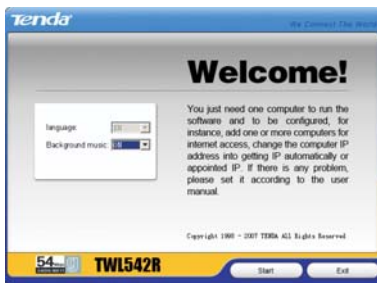 Tenda
We Connect The World
Welcome!
You just need one computer to run the
software and to be configured, for
instance, add one or more computers for
internet access, change the computer IP
address into getting IP automatically or
appointed IP. If there is any problem,
please set it according to the user
manual.
language:
Background music:
Copyright 1998 - 2007 TENDA ALL Rights Reserved
54
TWL542R
Start
Exit